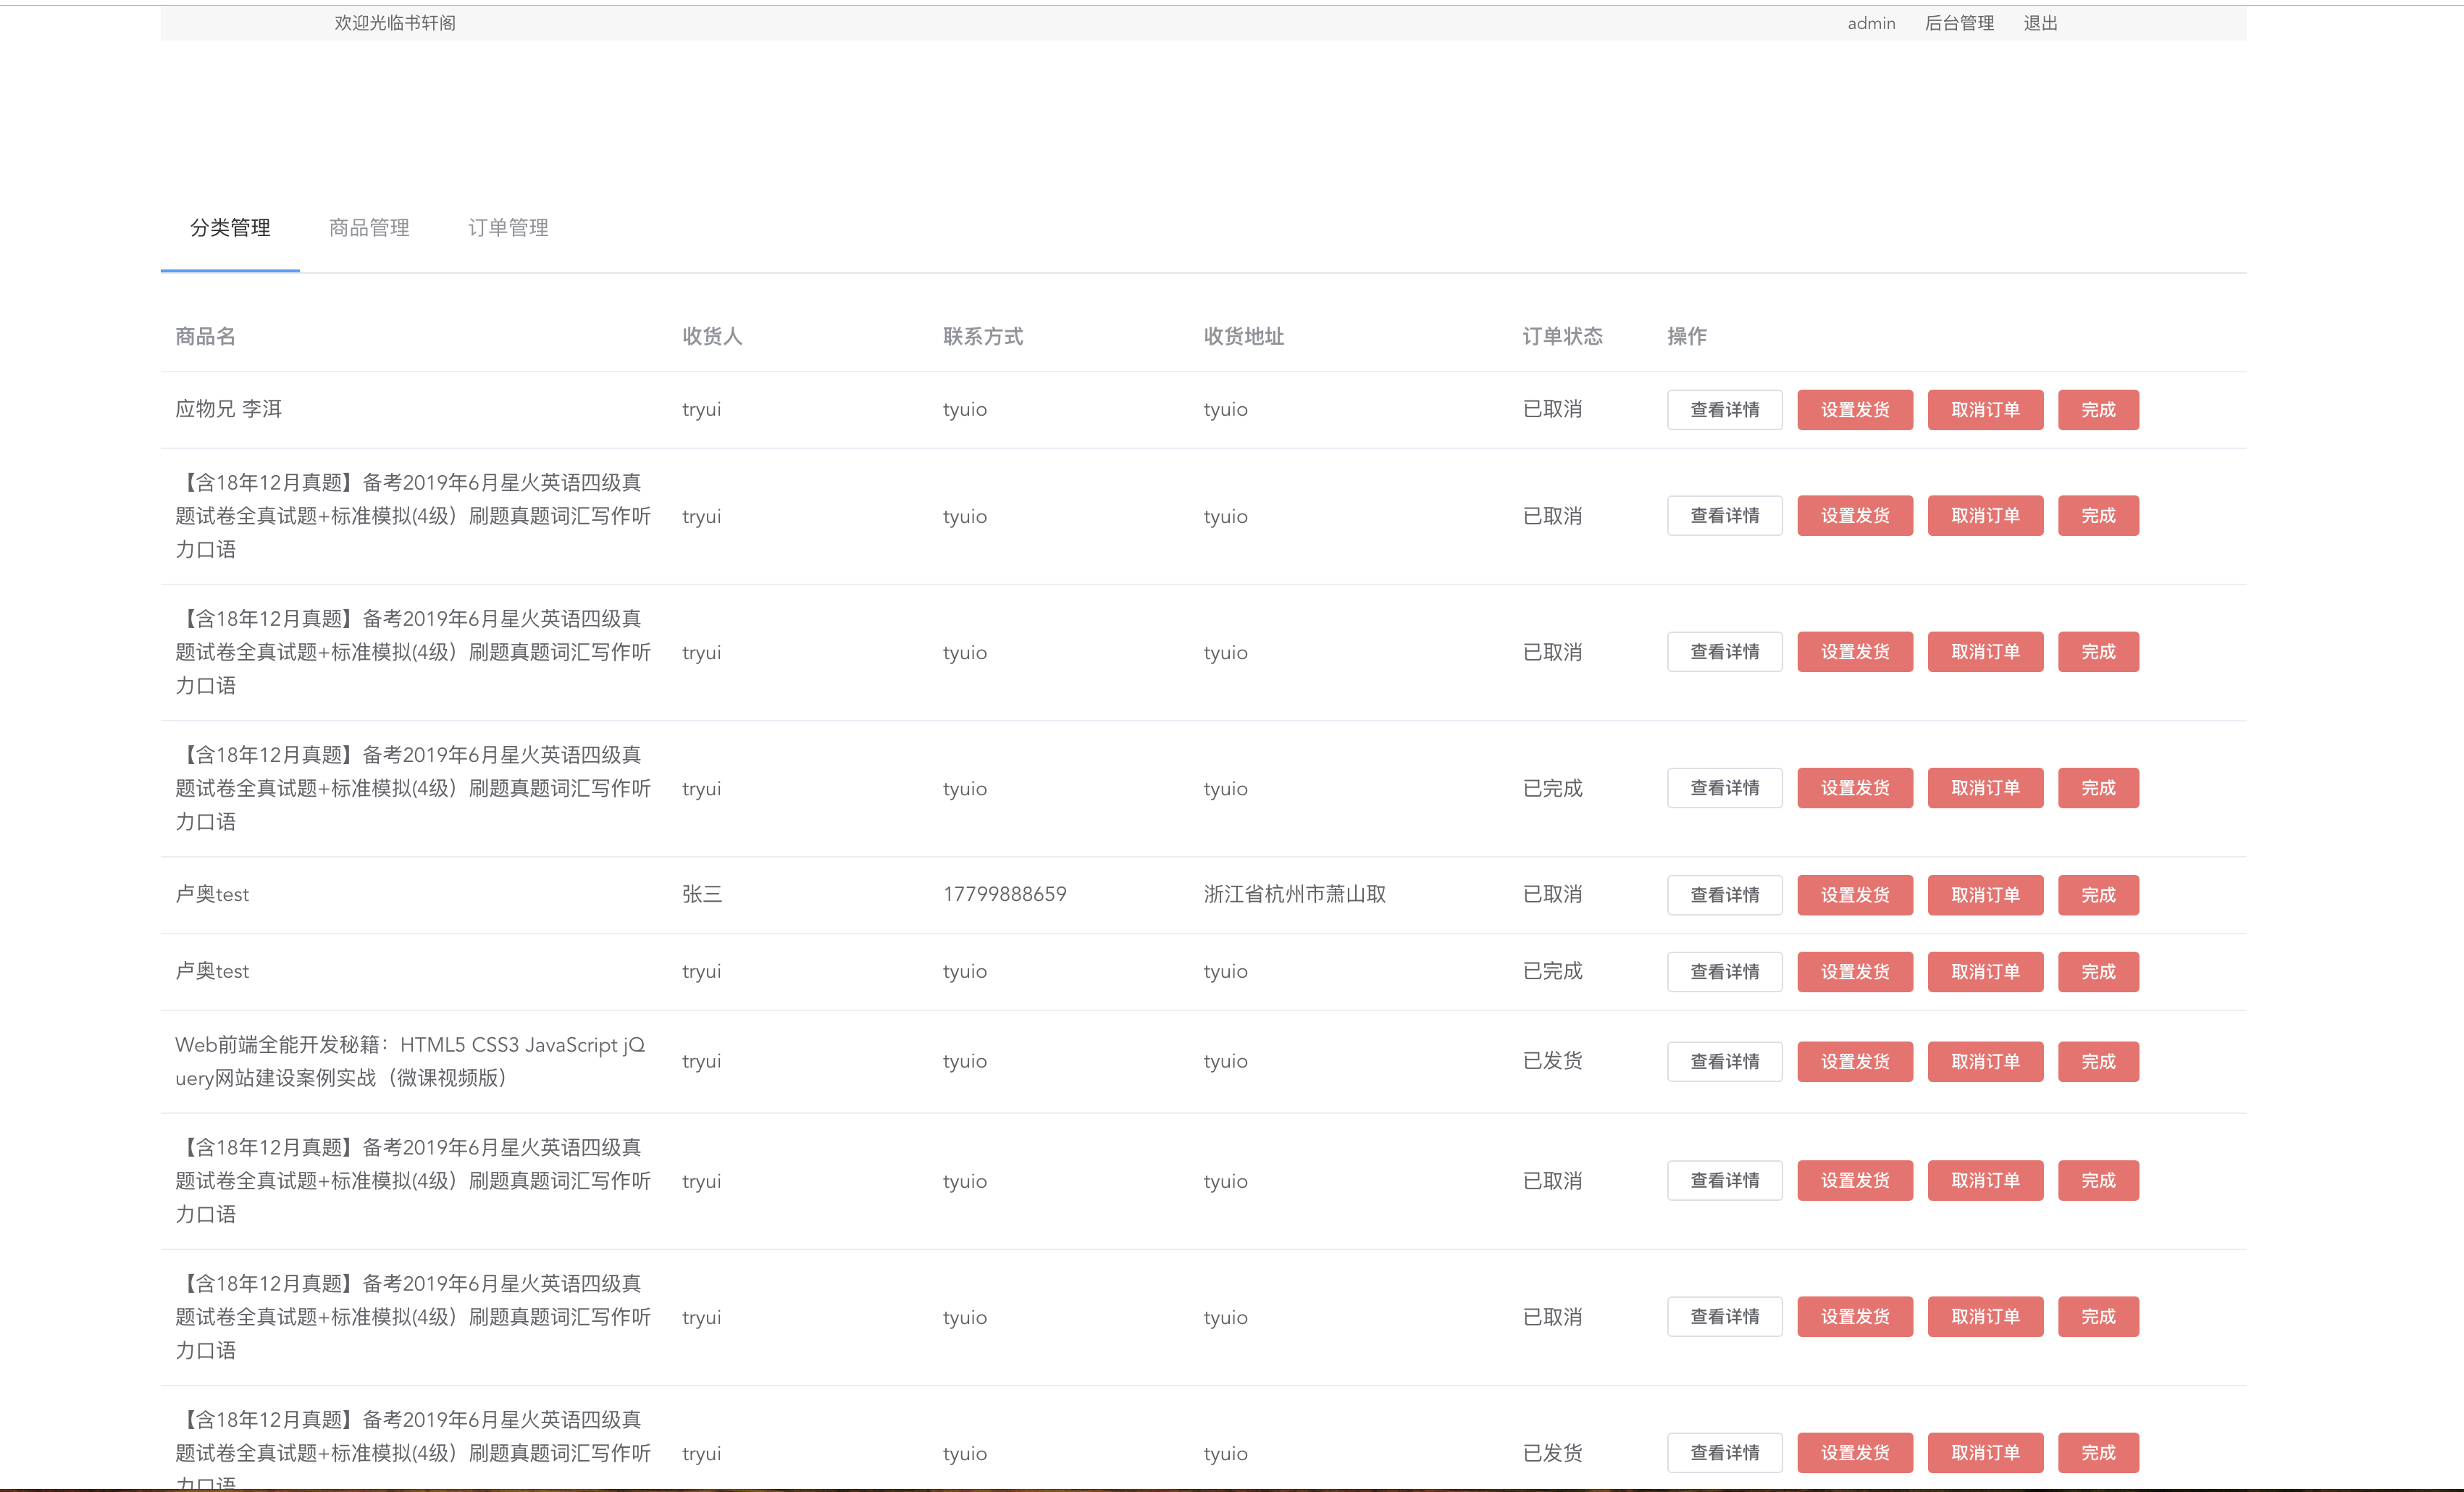 欢迎光临书轩阁 admin 后台管理 退出
分类管理 商品管理 订单管理
商品名 收货人 联系方式 收货地址 订单状态 操作
应物兄 李洱 tryui tyuio tyuio 已取消 查看详情 设置发货 取消订单 完成
【含18年12月真题】备考2019年6月星火英语四级真
题试卷全真试题+标准模拟(4级）刷题真题词汇写作听 tryui tyuio tyuio 已取消 查看详情 设置发货 取消订单 完成
力口语
【含18年12月真题】备考2019年6月星火英语四级真
题试卷全真试题+标准模拟(4级）刷题真题词汇写作听 tryui tyuio tyuio 已取消 查看详情 设置发货 取消订单 完成
力口语
【含18年12月真题】备考2019年6月星火英语四级真
题试卷全真试题+标准模拟(4级）刷题真题词汇写作听 tryui tyuio tyuio 已完成 查看详情 设置发货 取消订单 完成
力口语
卢奥test 张三 17799888659 浙江省杭州市萧山取 已取消 查看详情 设置发货 取消订单 完成
卢奥test tryui tyuio tyuio 已完成 查看详情 设置发货 取消订单 完成
Web前端全能开发秘籍：HTML5 CSS3 JavaScript jQ
uery网站建设案例实战（微课视频版） tryui tyuio tyuio 已发货 查看详情 设置发货 取消订单 完成
【含18年12月真题】备考2019年6月星火英语四级真
题试卷全真试题+标准模拟(4级）刷题真题词汇写作听 tryui tyuio tyuio 已取消 查看详情 设置发货 取消订单 完成
力口语
【含18年12月真题】备考2019年6月星火英语四级真
题试卷全真试题+标准模拟(4级）刷题真题词汇写作听 tryui tyuio tyuio 已取消 查看详情 设置发货 取消订单 完成
力口语
【含18年12月真题】备考2019年6月星火英语四级真
题试卷全真试题+标准模拟(4级）刷题真题词汇写作听 tryui tyuio tyuio 已发货 查看详情 设置发货 取消订单 完成
力口语